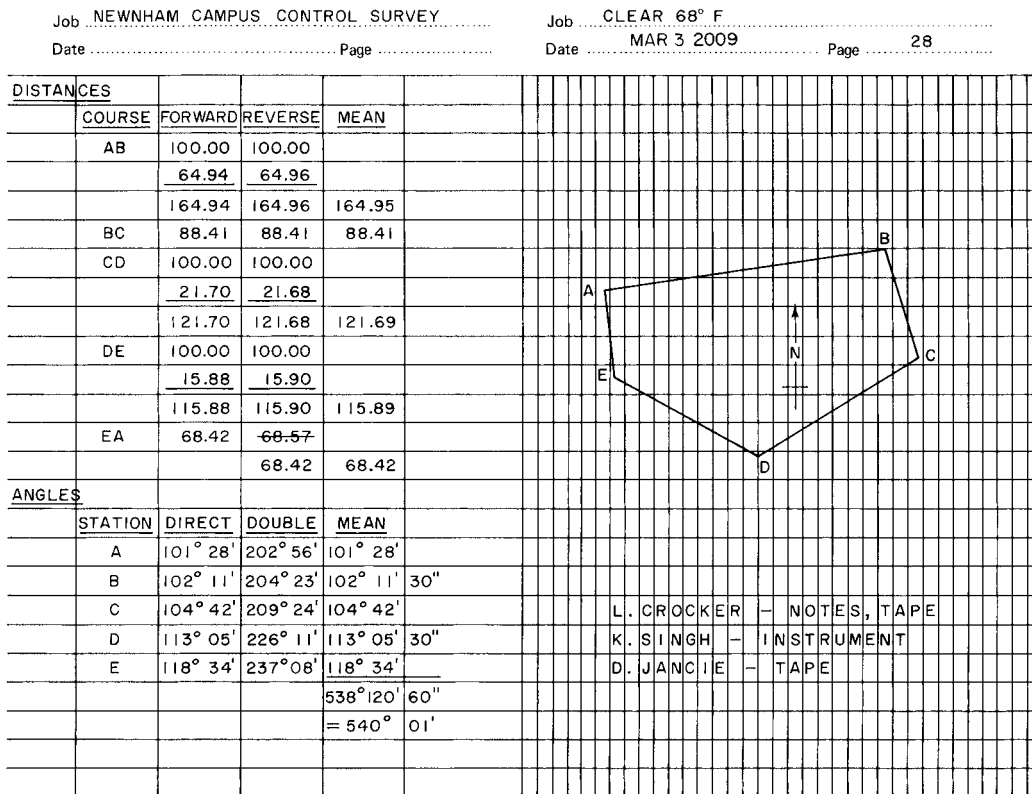 Job NEWNHAM CAMPUS CONTROL SURVEY
Date Page
Job CLEAR 68° F
Date MAR 3 2009 Page 28
DISTANCES
COURSE FORWARD REVERSE MEAN
AB 100.00 100.00
64.94 64.96
164.94 164.96 164.95
BC 88.41 88.41 88.41
CD 100.00 100.00
21.70 21.68
121.70 121.68 121.69
DE 100.00 100.00
15.88 15.90
115.88 115.90 115.89
EA 68.42 68.57
68.42 68.42
ANGLES
STATION DIRECT DOUBLE MEAN
A 101° 28' 202° 56' 101° 28'
B 102° 11' 204° 23' 102° 11' 30"
C 104° 42' 209° 24' 104° 42'
D 113° 05' 226° 11' 113° 05' 30"
E 118° 34' 237° 08' 118° 34'
538° 120' 60"
= 540° 01'
B
A
N
C
E
D
L. CROCKER – NOTES, TAPE
K. SINGH – INSTRUMENT
D. JANCIE – TAPE